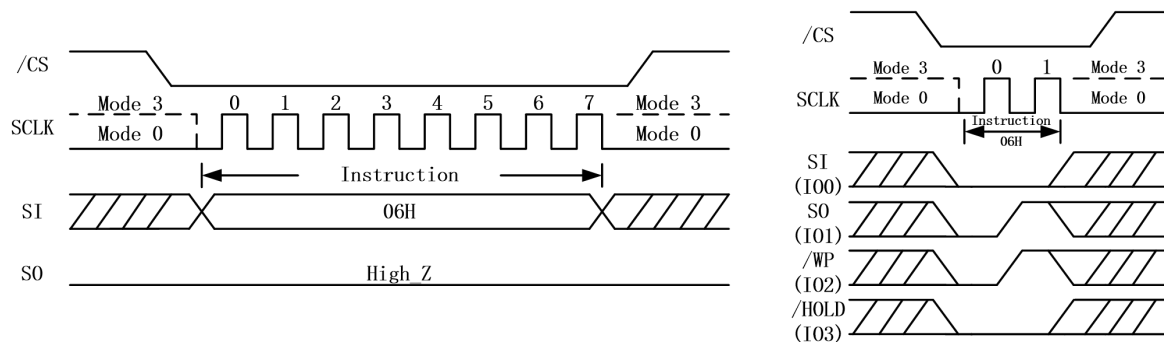 /CS
Mode 3 0 1 2 3 4 5 6 7 Mode 3
SCLK
Mode 0 Mode 0
Instruction
SI 06H
SO High_Z
/CS
Mode 3 0 1 Mode 3
SCLK Mode 0 Mode 0
Instruction
06H
SI
(IO0)
SO
(IO1)
/WP
(IO2)
/HOLD
(IO3)